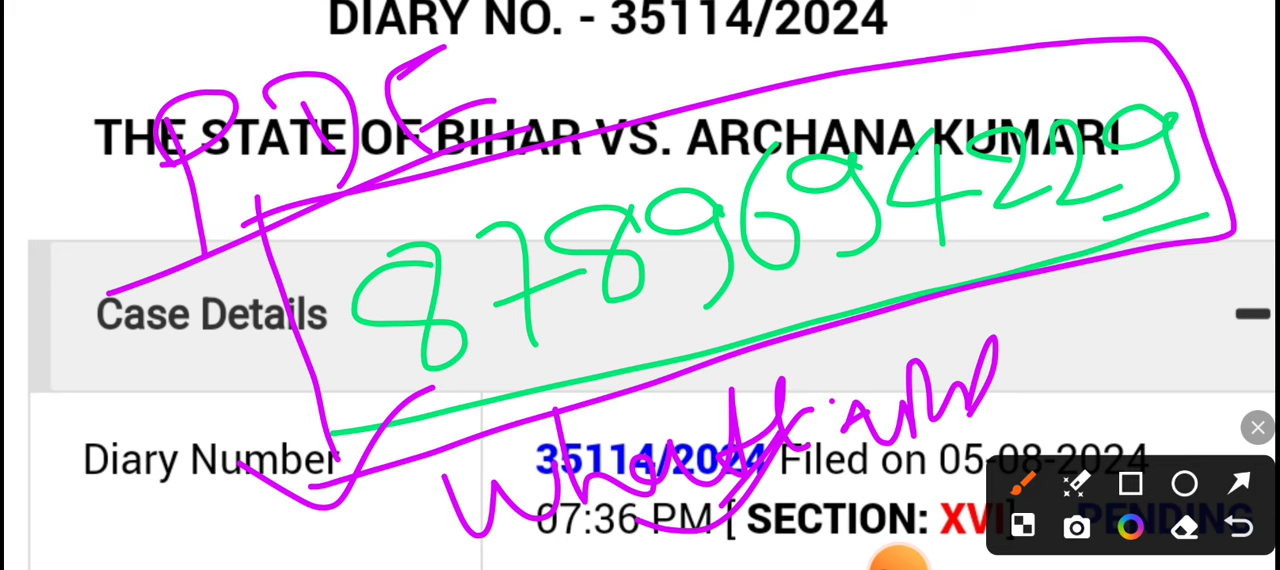 DIARY NO. - 35114/2024
PDF
THE STATE OF BIHAR VS. ARCHANA KUMARI
8789694229
Case Details
Diary Number 35114/2024 Filed on 05-08-2024
07:36 PM [ SECTION: XVI] PENDING